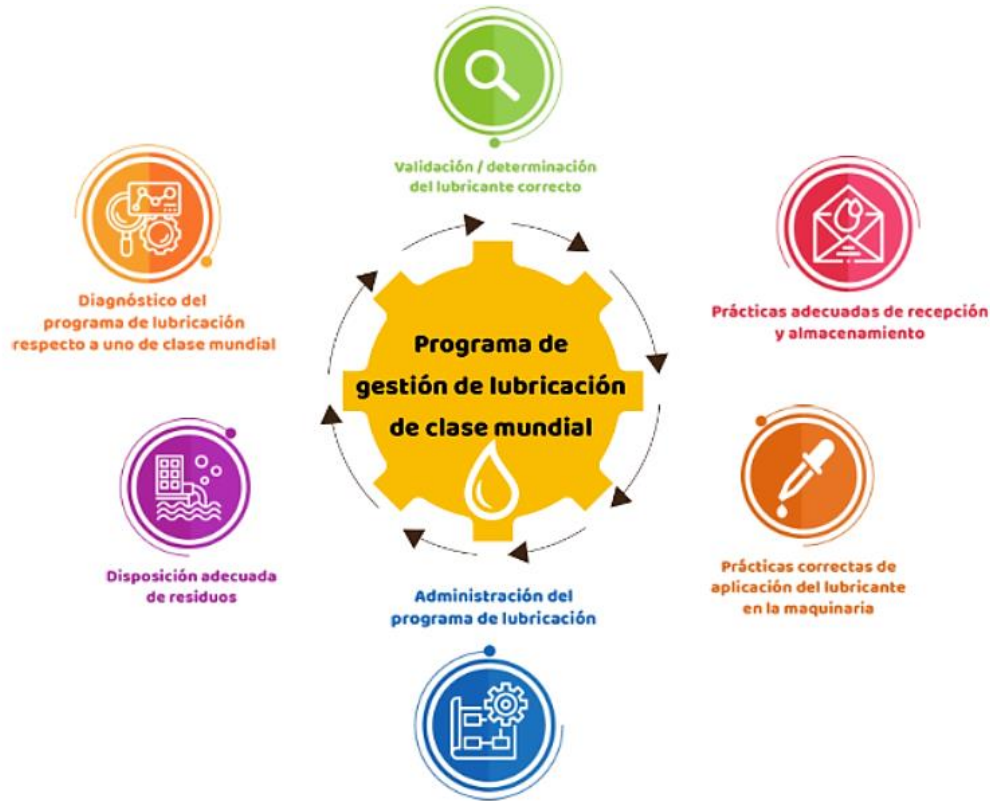 Validación / determinación
del lubricante correcto
Diagnóstico del
programa de lubricación
respecto a uno de clase mundial
Prácticas adecuadas de recepción
y almacenamiento
Programa de
gestión de lubricación
de clase mundial
Disposición adecuada
de residuos
Prácticas correctas de
aplicación del lubricante
en la maquinaria
Administración del
programa de lubricación